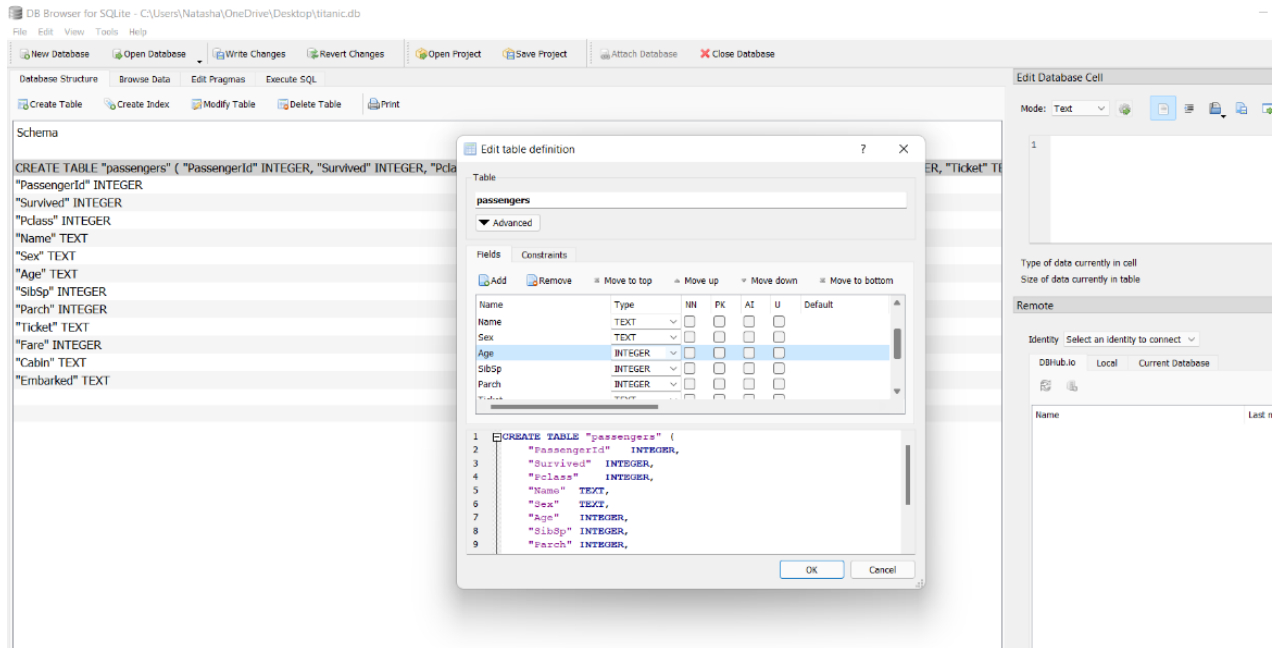 DB Browser for SQLite - C:\Users\Natasha\OneDrive\Desktop\titanic.db
File Edit View Tools Help
New Database Open Database Write Changes Revert Changes Open Project Save Project Attach Database Close Database
Database Structure Browse Data Edit Pragmas Execute SQL
Create Table Create Index Modify Table Delete Table Print
Schema
CREATE TABLE "passengers" ( "PassengerId" INTEGER, "Survived" INTEGER, "Pcla
ER, "Ticket" TE
"PassengerId" INTEGER
"Survived" INTEGER
"Pclass" INTEGER
"Name" TEXT
"Sex" TEXT
"Age" TEXT
"SibSp" INTEGER
"Parch" INTEGER
"Ticket" TEXT
"Fare" INTEGER
"Cabin" TEXT
"Embarked" TEXT
Edit table definition ?
Table
passengers
Advanced
Fields Constraints
Add Remove Move to top Move up Move down Move to bottom
Name Type NN PK AI U Default
Name TEXT
Sex TEXT
Age INTEGER
SibSp INTEGER
Parch INTEGER
1 CREATE TABLE "passengers" (
2 "PassengerId" INTEGER,
3 "Survived" INTEGER,
4 "Pclass" INTEGER,
5 "Name" TEXT,
6 "Sex" TEXT,
7 "Age" INTEGER,
8 "SibSp" INTEGER,
9 "Parch" INTEGER,
OK Cancel
Edit Database Cell
Mode: Text
1
Type of data currently in cell
Size of data currently in table
Remote
Identity Select an identity to connect
DBHub.io Local Current Database
Name Last m